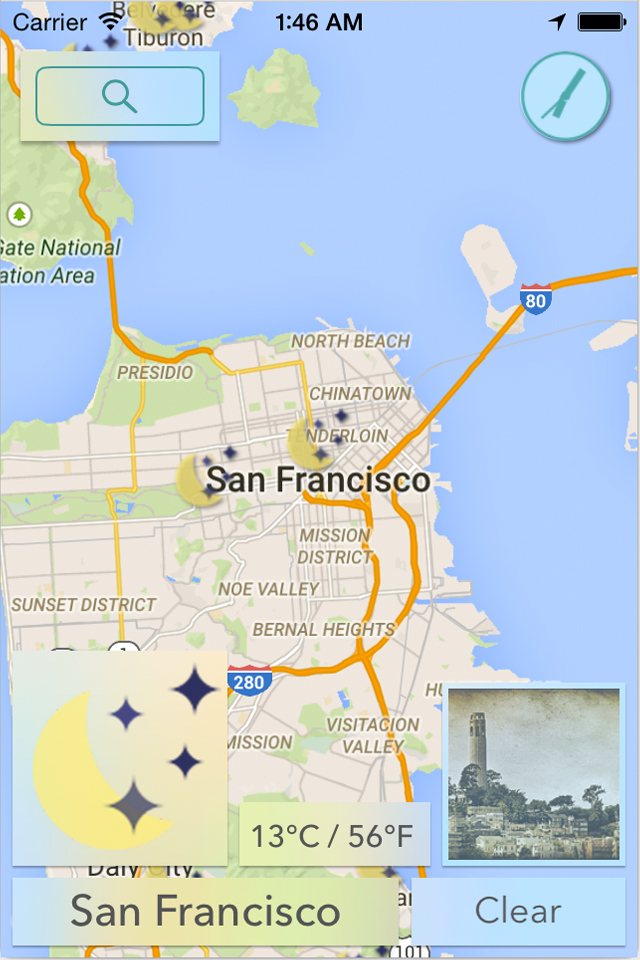 Belvedere
Carrier 1:46 AM
Tiburon
Gate National
ation Area
80
NORTH BEACH
PRESIDIO
CHINATOWN
TENDERLOIN
San Francisco
MISSION
DISTRICT
NOE VALLEY
SUNSET DISTRICT
BERNAL HEIGHTS
1
280
HU
VISITACION
VALLEY
MISSION
13°C / 56°F
Daly City
San Francisco
Clear
101